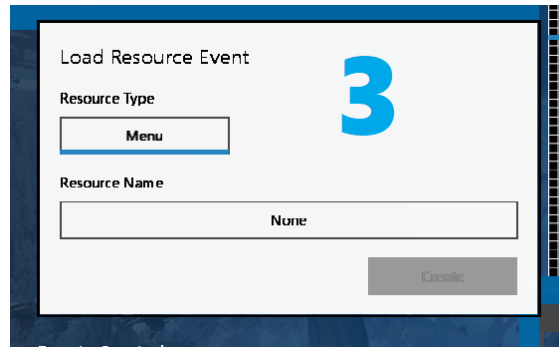 Load Resource Event
3
Resource Type
Menu
Resource Name
None
Create